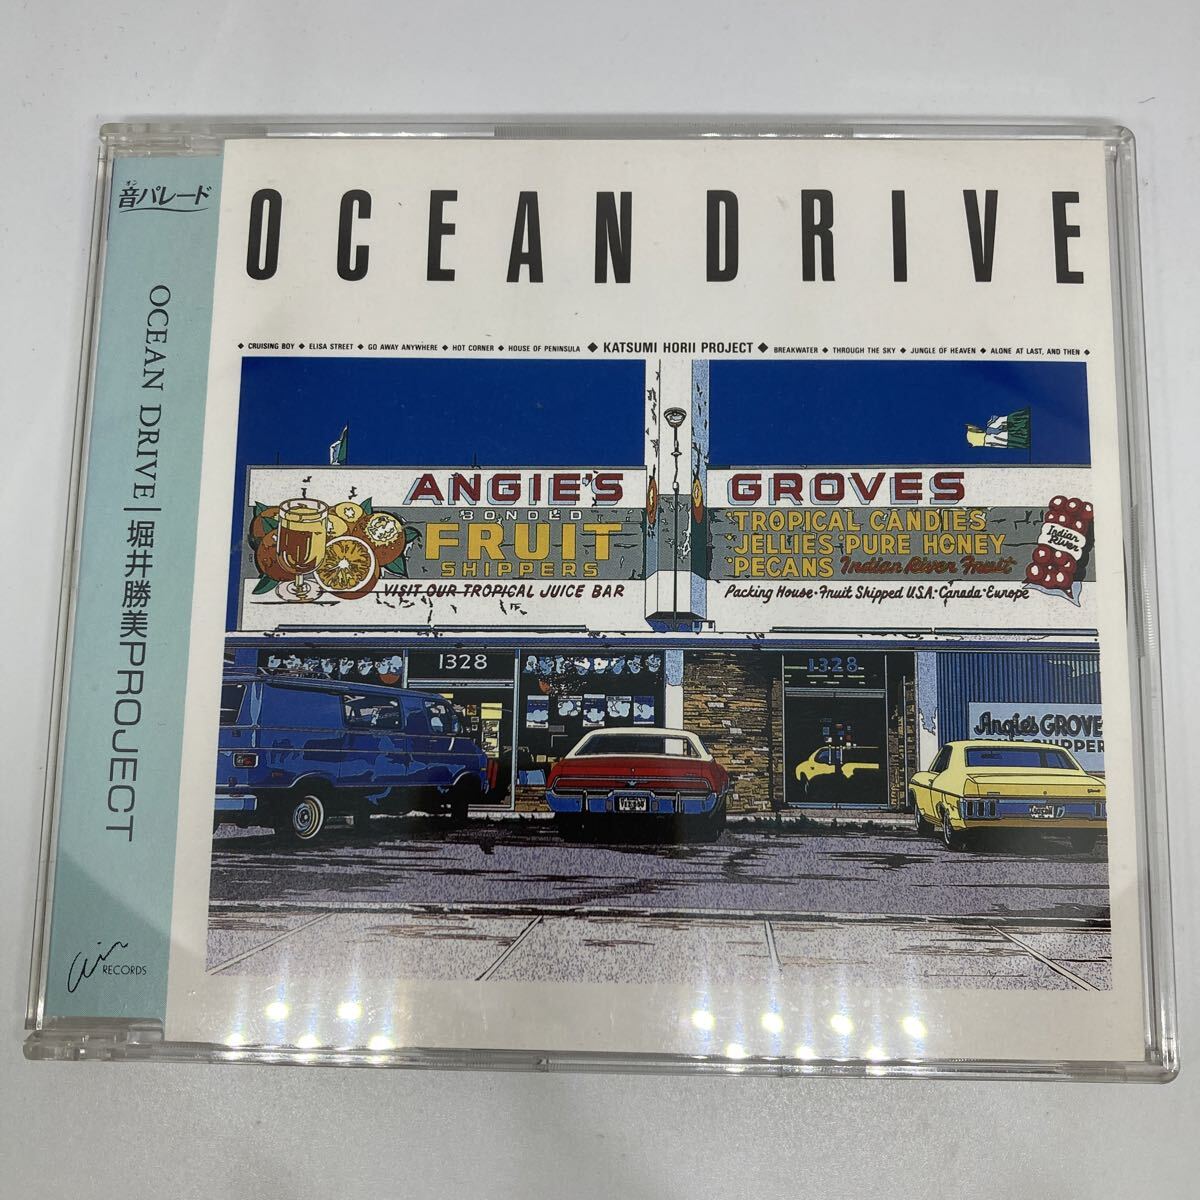 音パレード
オン
OCEAN DRIVE | 堀井勝美PROJECT
Air RECORDS
OCEAN DRIVE
◆ CRUISING BOY ◆ ELISA STREET ◆ GO AWAY ANYWHERE ◆ HOT CORNER ◆ HOUSE OF PENINSULA ◆ KATSUMI HORII PROJECT ◆ BREAKWATER ◆ THROUGH THE SKY ◆ JUNGLE OF HEAVEN ◆ ALONE AT LAST, AND THEN ◆
ANGIE'S
BONDED
FRUIT
SHIPPERS
VISIT OUR TROPICAL JUICE BAR
GROVES
•TROPICAL CANDIES
•JELLIES •PURE HONEY
•PECANS Indian River Fruit
Packing House • Fruit Shipped U.S.A. • Canada • Europe
Indian
River
1328
1328
Angie's GROVE
HIPPER